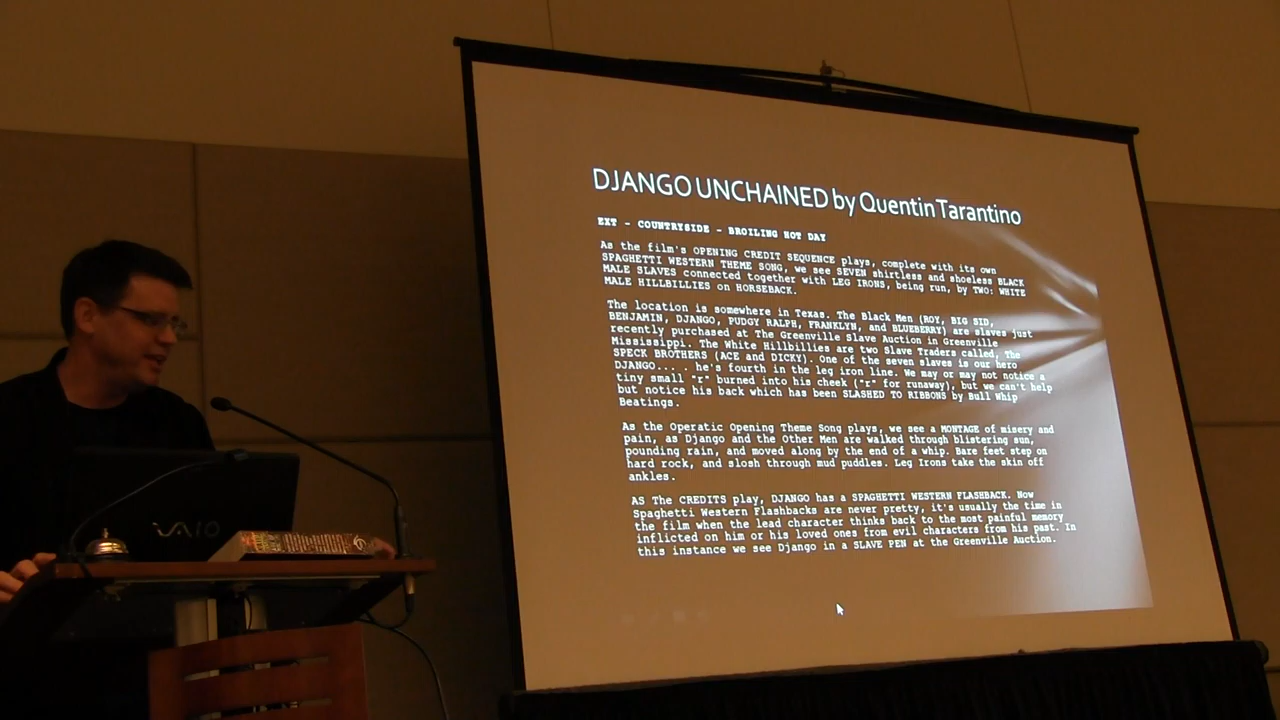 DJANGO UNCHAINED by Quentin Tarantino
EXT - COUNTRYSIDE - BROILING HOT DAY
As the film's OPENING CREDIT SEQUENCE plays, complete with its own
SPAGHETTI WESTERN THEME SONG, we see SEVEN shirtless and shoeless BLACK
MALE SLAVES connected together with LEG IRONS, being run, by TWO: WHITE
MALE HILLBILLIES on HORSEBACK.
The location is somewhere in Texas. The Black Men (ROY, BIG SID,
BENJAMIN, DJANGO, PUDGY RALPH, FRANKLYN, and BLUEBERRY) are slaves just
recently purchased at The Greenville Slave Auction in Greenville
Mississippi. The White Hillbillies are two Slave Traders called, The
SPECK BROTHERS (ACE and DICKY). One of the seven slaves is our hero
DJANGO.... . he's fourth in the leg iron line. We may or may not notice a
tiny small "r" burned into his cheek ("r" for runaway), but we can't help
but notice his back which has been SLASHED TO RIBBONS by Bull Whip
Beatings.
As the Operatic Opening Theme Song plays, we see a MONTAGE of misery and
pain, as Django and the Other Men are walked through blistering sun,
pounding rain, and moved along by the end of a whip. Bare feet step on
hard rock, and slosh through mud puddles. Leg Irons take the skin off
ankles.
AS The CREDITS play, DJANGO has a SPAGHETTI WESTERN FLASHBACK. Now
Spaghetti Western Flashbacks are never pretty, it's usually the time in
the film when the lead character thinks back to the most painful memory
inflicted on him or his loved ones from evil characters from his past. In
this instance we see Django in a SLAVE PEN at the Greenville Auction.
VAIO